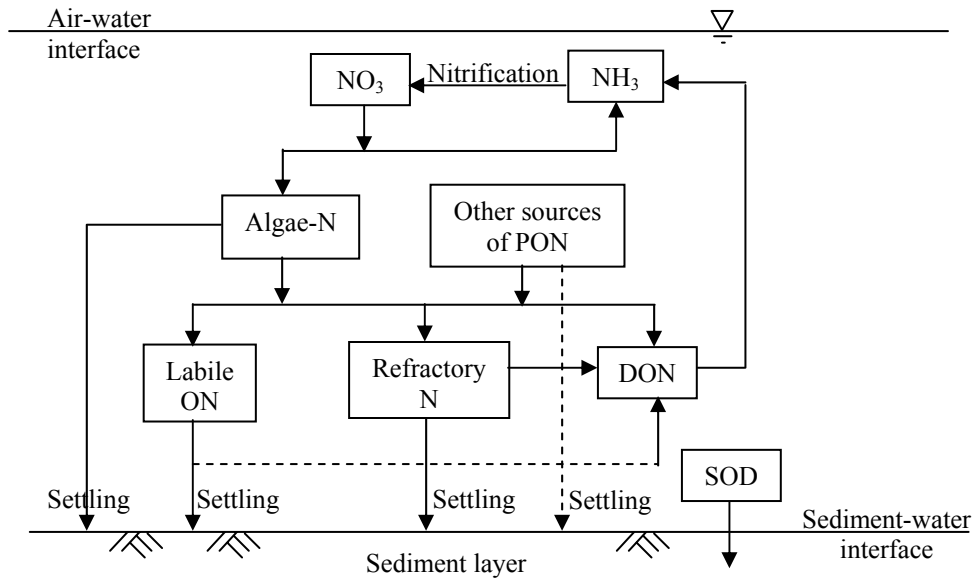 Air-water
interface
NO₃
Nitrification
NH₃
Algae-N
Other sources
of PON
Labile
ON
Refractory
N
DON
SOD
Settling
Settling
Settling
Settling
Sediment-water
interface
Sediment layer